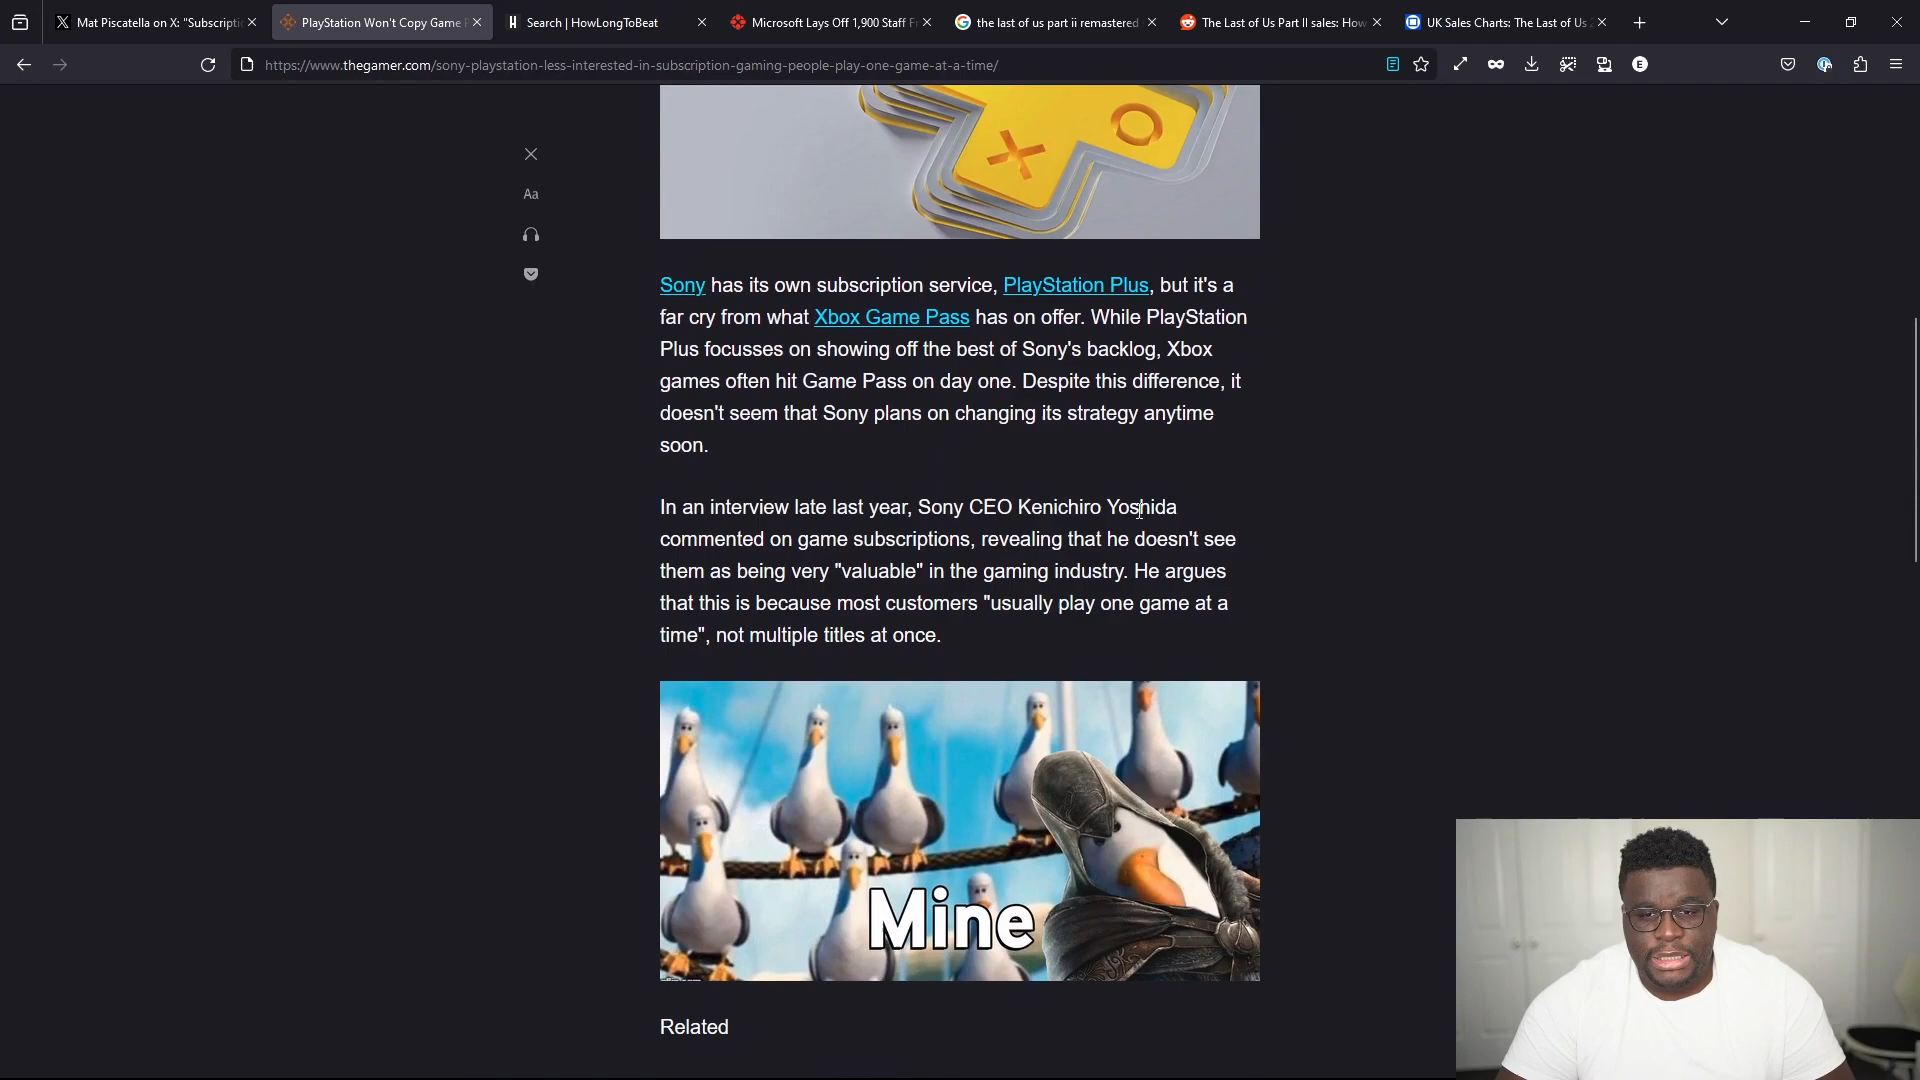 Mat Piscatella on X: "Subscripti
PlayStation Won't Copy Game P
Search | HowLongToBeat
Microsoft Lays Off 1,900 Staff Fr
the last of us part ii remastered
The Last of Us Part II sales: How
UK Sales Charts: The Last of Us 2
https://www.thegamer.com/sony-playstation-less-interested-in-subscription-gaming-people-play-one-game-at-a-time/
E
Aa
Sony has its own subscription service, PlayStation Plus, but it's a
far cry from what Xbox Game Pass has on offer. While PlayStation
Plus focusses on showing off the best of Sony's backlog, Xbox
games often hit Game Pass on day one. Despite this difference, it
doesn't seem that Sony plans on changing its strategy anytime
soon.
In an interview late last year, Sony CEO Kenichiro Yoshida
commented on game subscriptions, revealing that he doesn't see
them as being very "valuable" in the gaming industry. He argues
that this is because most customers "usually play one game at a
time", not multiple titles at once.
Mine
Related